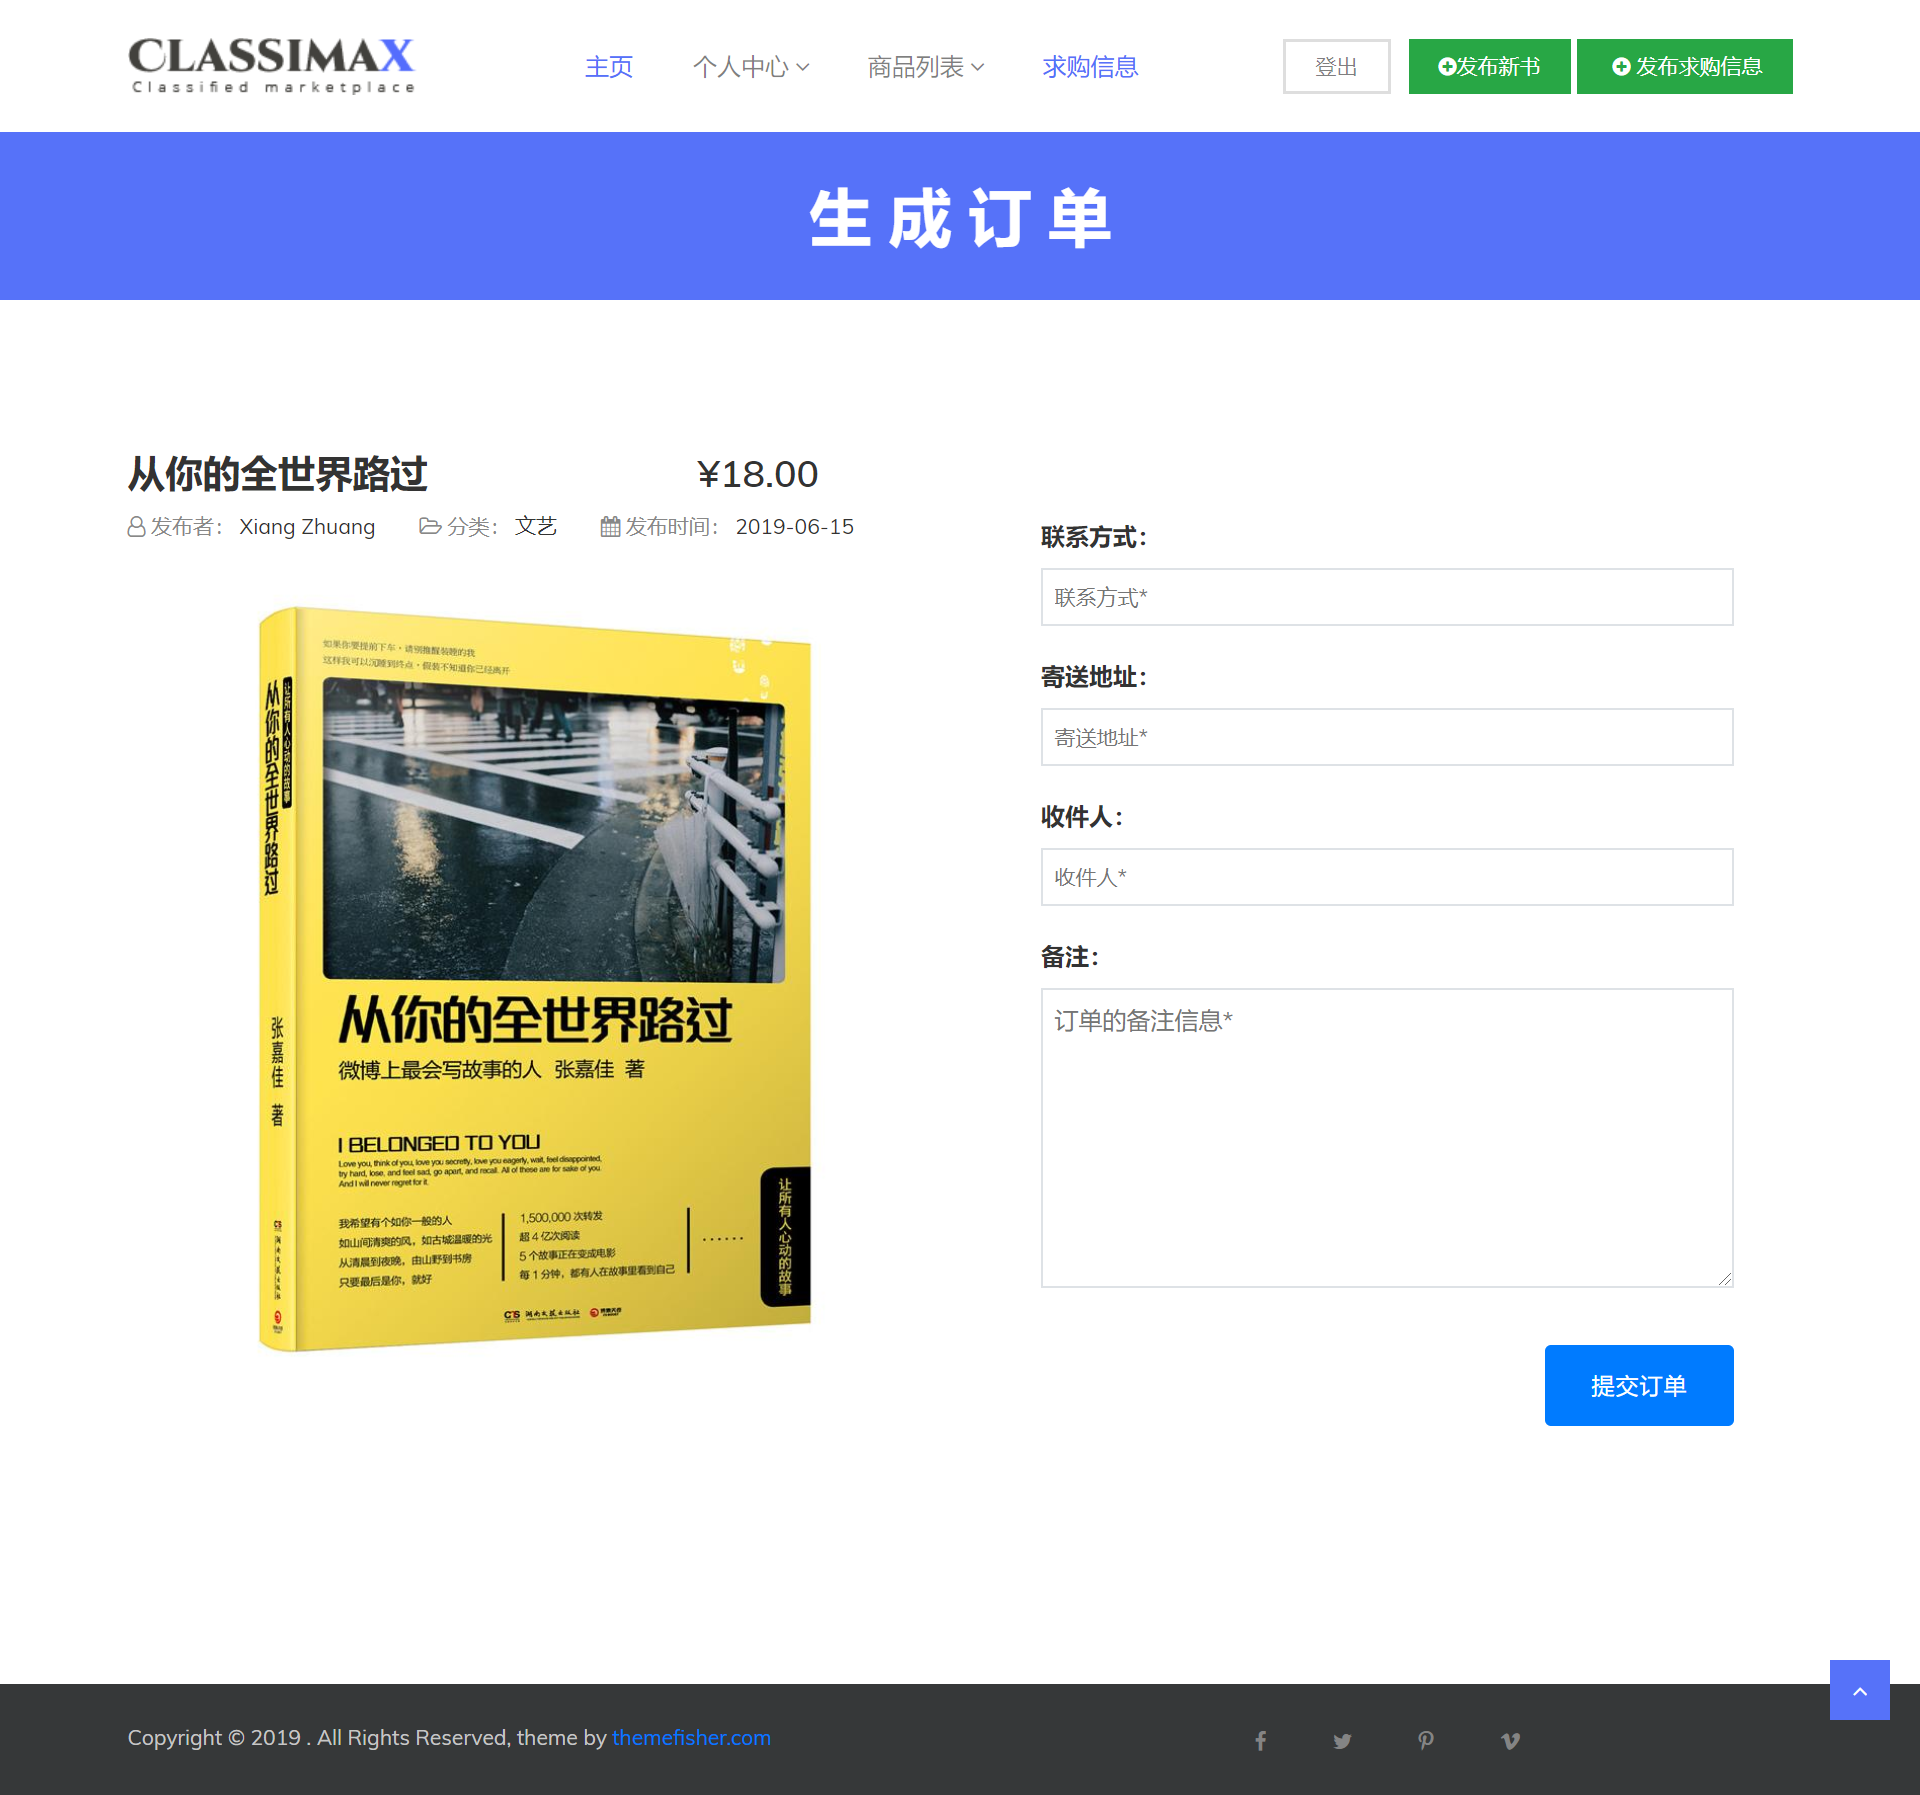 CLASSIMAX
Classified marketplace
主页
个人中心
商品列表
求购信息
登出
发布新书
发布求购信息
生成订单
从你的全世界路过
¥18.00
发布者： Xiang Zhuang
分类： 文艺
发布时间： 2019-06-15
如果你要提前下车，请别推醒装睡的我
这样我可以沉睡到终点，假装不知道你已经离开
让所有人心动的故事
从你的全世界路过
张嘉佳 著
从你的全世界路过
微博上最会写故事的人 张嘉佳 著
I BELONGED TO YOU
Love you, think of you, love you secretly, love you eagerly, wait, feel disappointed,
try hard, lose, and feel sad, go apart, and recall. All of these are for sake of you.
And I will never regret for it.
我希望有个如你一般的人
如山间清爽的风，如古城温暖的光
从清晨到夜晚，由山野到书房
只要最后是你，就好
1,500,000 次转发
超 4 亿次阅读
5 个故事正在变成电影
每 1 分钟，都有人在故事里看到自己
······
让所有人心动的故事
湖南文艺出版社
联系方式：
联系方式*
寄送地址：
寄送地址*
收件人：
收件人*
备注：
订单的备注信息*
提交订单
Copyright © 2019 . All Rights Reserved, theme by themefisher.com